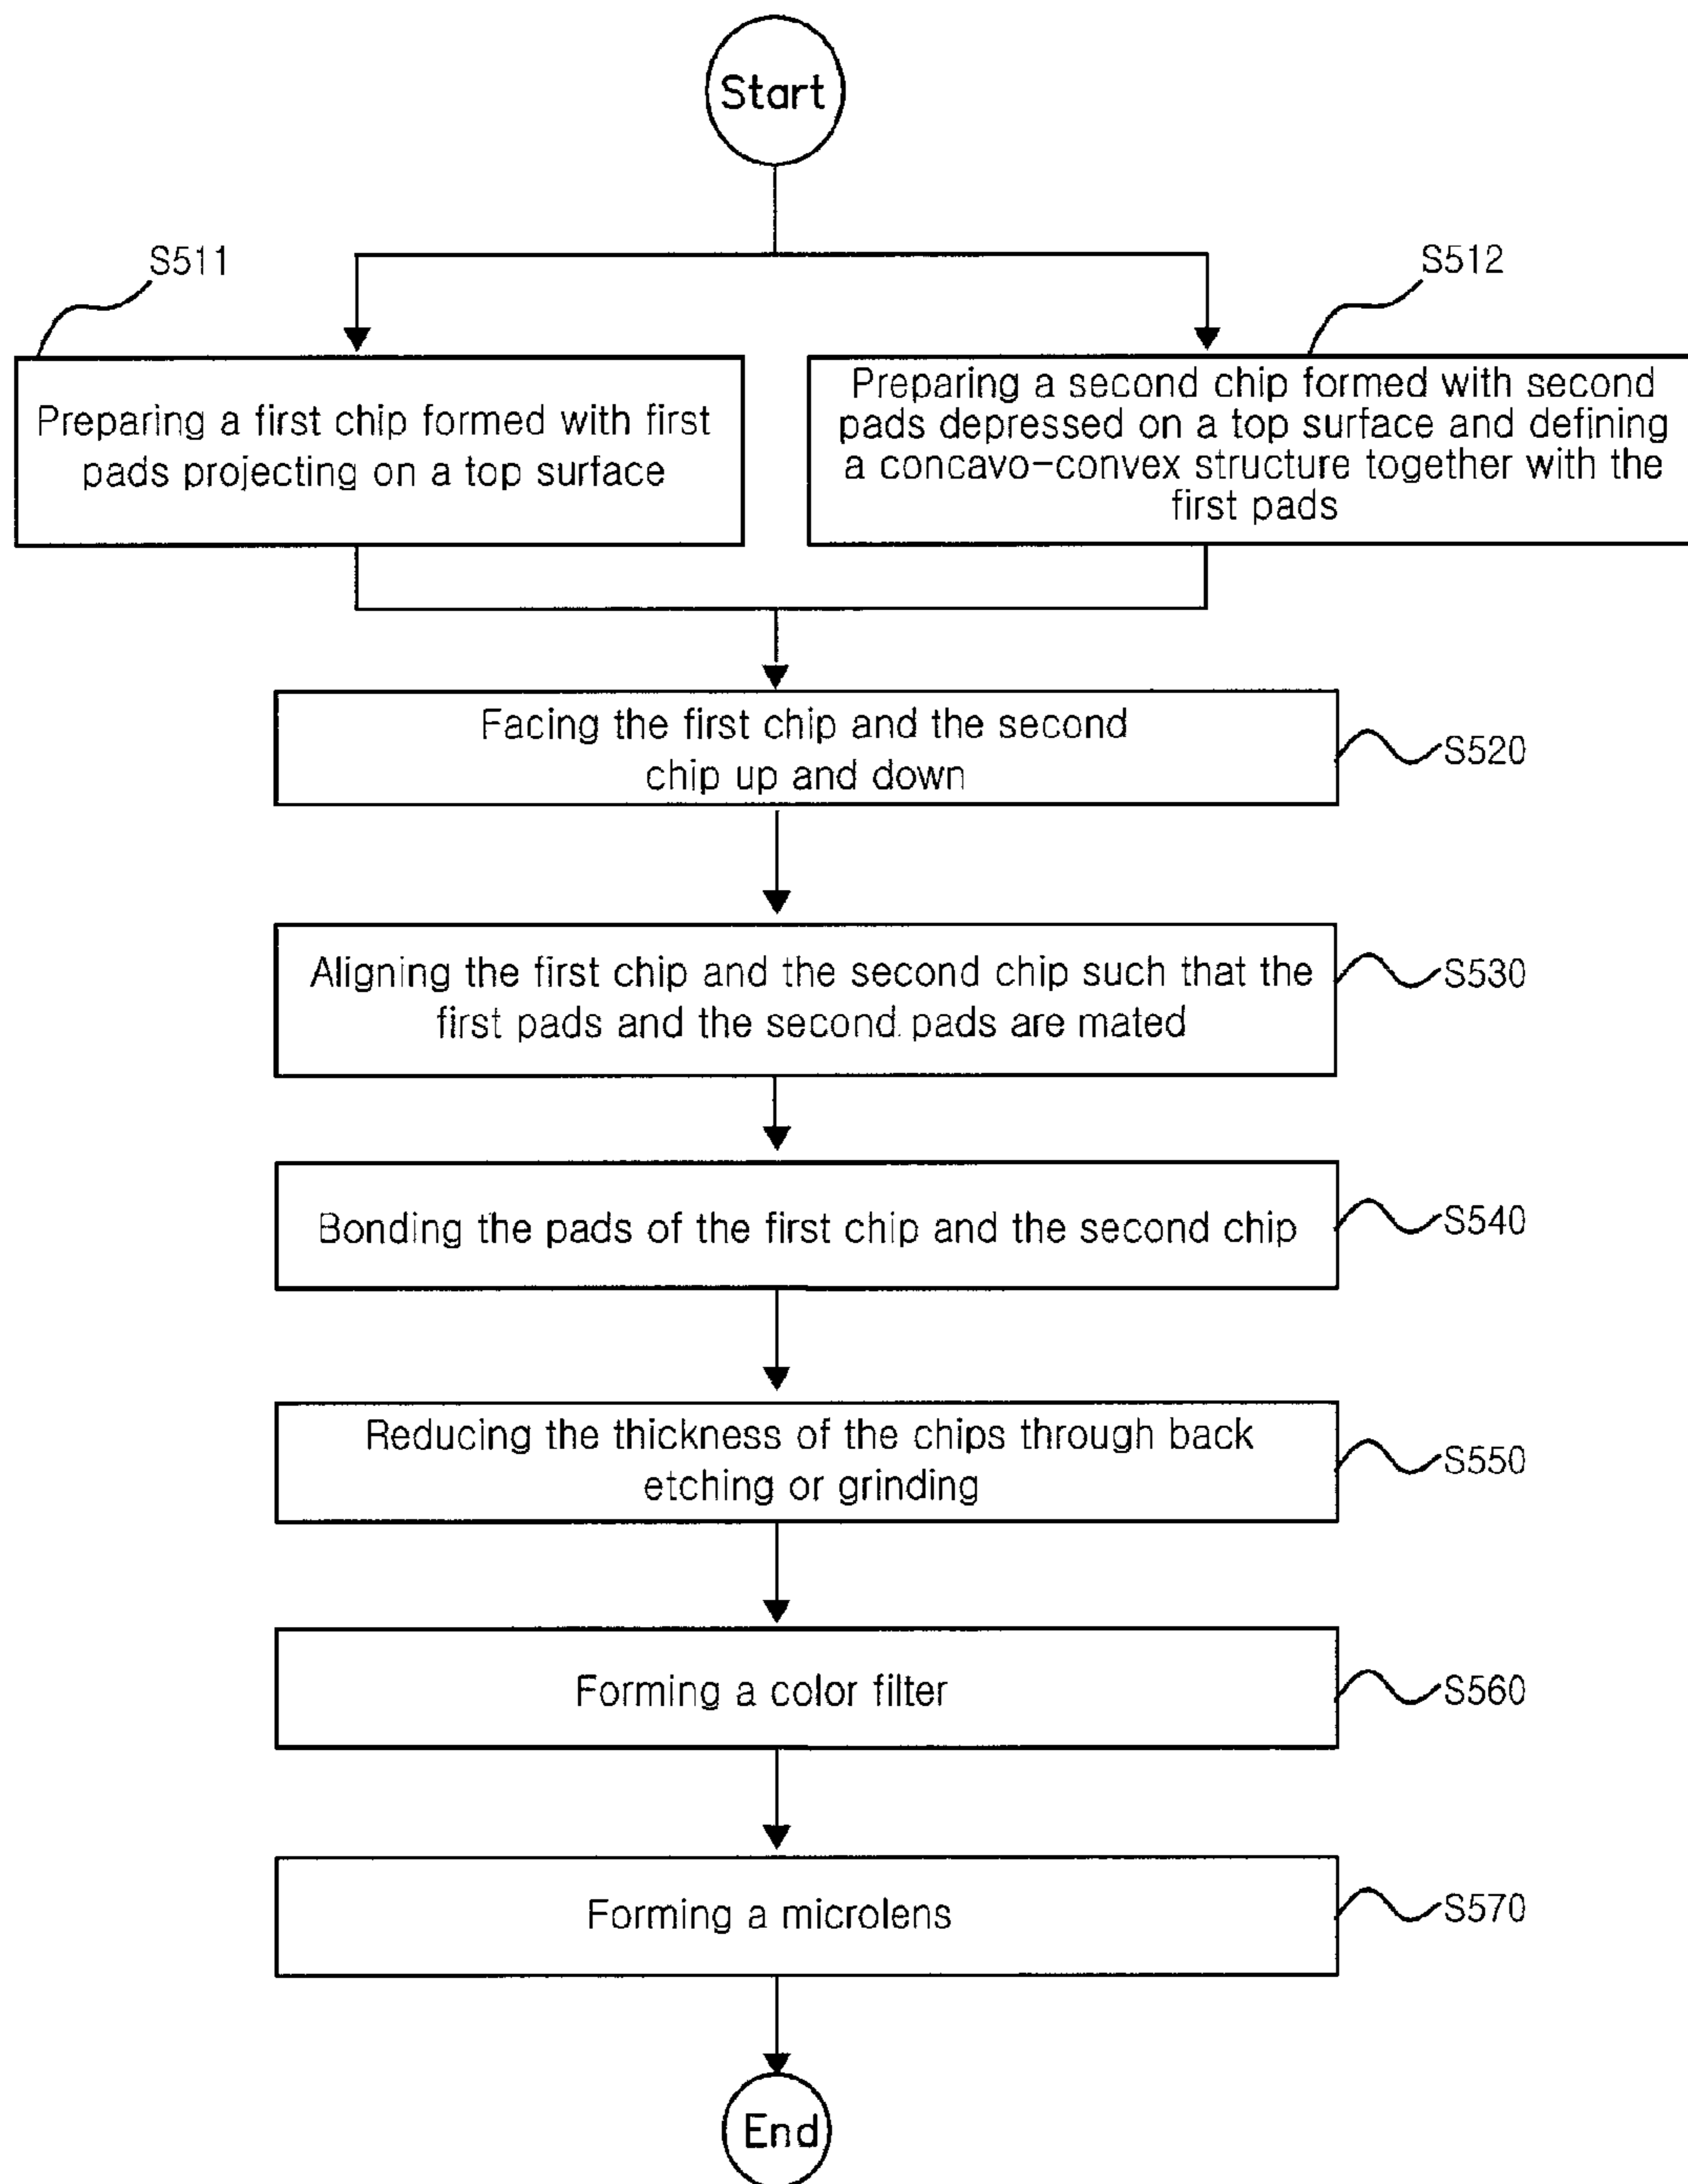 Start
S511
S512
Preparing a first chip formed with first
pads projecting on a top surface
Preparing a second chip formed with second
pads depressed on a top surface and defining
a concavo-convex structure together with the
first pads
Facing the first chip and the second
chip up and down
S520
Aligning the first chip and the second chip such that the
first pads and the second pads are mated
S530
Bonding the pads of the first chip and the second chip
S540
Reducing the thickness of the chips through back
etching or grinding
S550
Forming a color filter
S560
Forming a microlens
S570
End